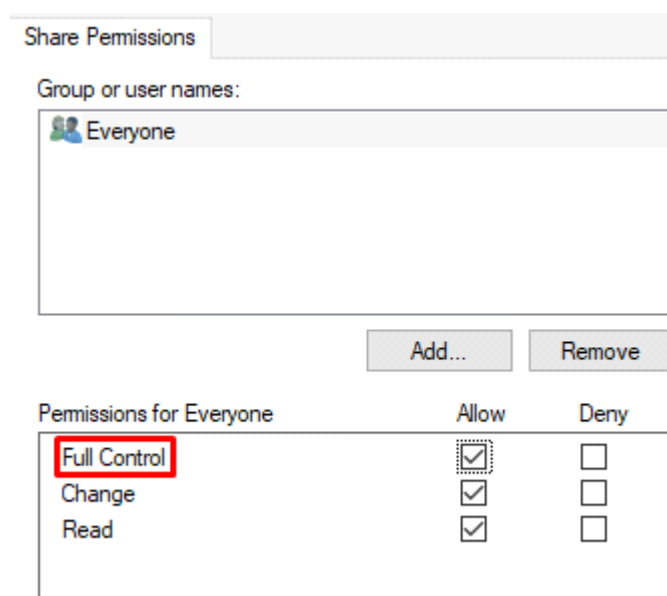 Share Permissions
Group or user names:
Everyone
Add... Remove
Permissions for Everyone Allow Deny
Full Control
Change
Read